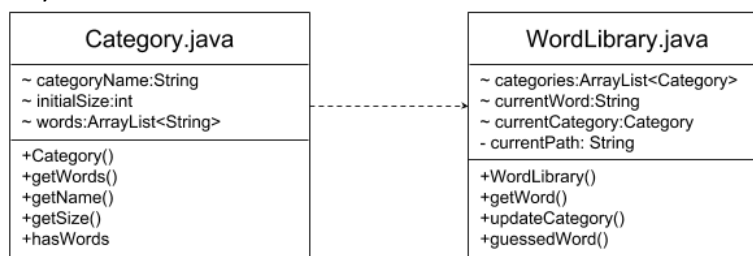 Category.java
~ categoryName:String
~ initialSize:int
~ words:ArrayList<String>
+Category()
+getWords()
+getName()
+getSize()
+hasWords
WordLibrary.java
~ categories:ArrayList<Category>
~ currentWord:String
~ currentCategory:Category
- currentPath: String
+WordLibrary()
+getWord()
+updateCategory()
+guessedWord()